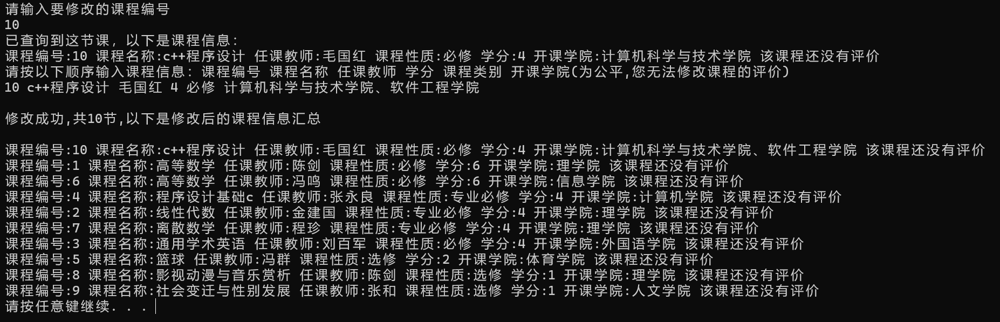 请输入要修改的课程编号
10
已查询到这节课，以下是课程信息：
课程编号:10 课程名称:c++程序设计 任课教师:毛国红 课程性质:必修 学分:4 开课学院:计算机科学与技术学院 该课程还没有评价
请按以下顺序输入课程信息：课程编号 课程名称 任课教师 学分 课程类别 开课学院(为公平,您无法修改课程的评价)
10 c++程序设计 毛国红 4 必修 计算机科学与技术学院、软件工程学院
修改成功,共10节,以下是修改后的课程信息汇总
课程编号:10 课程名称:c++程序设计 任课教师:毛国红 课程性质:必修 学分:4 开课学院:计算机科学与技术学院、软件工程学院 该课程还没有评价
课程编号:1 课程名称:高等数学 任课教师:陈剑 课程性质:必修 学分:6 开课学院:理学院 该课程还没有评价
课程编号:6 课程名称:高等数学 任课教师:冯鸣 课程性质:必修 学分:6 开课学院:信息学院 该课程还没有评价
课程编号:4 课程名称:程序设计基础c 任课教师:张永良 课程性质:专业必修 学分:4 开课学院:计算机学院 该课程还没有评价
课程编号:2 课程名称:线性代数 任课教师:金建国 课程性质:专业必修 学分:4 开课学院:理学院 该课程还没有评价
课程编号:7 课程名称:离散数学 任课教师:程珍 课程性质:专业必修 学分:4 开课学院:理学院 该课程还没有评价
课程编号:3 课程名称:通用学术英语 任课教师:刘百军 课程性质:必修 学分:4 开课学院:外国语学院 该课程还没有评价
课程编号:5 课程名称:篮球 任课教师:冯群 课程性质:选修 学分:2 开课学院:体育学院 该课程还没有评价
课程编号:8 课程名称:影视动漫与音乐赏析 任课教师:陈剑 课程性质:选修 学分:1 开课学院:理学院 该课程还没有评价
课程编号:9 课程名称:社会变迁与性别发展 任课教师:张和 课程性质:选修 学分:1 开课学院:人文学院 该课程还没有评价
请按任意键继续. . .